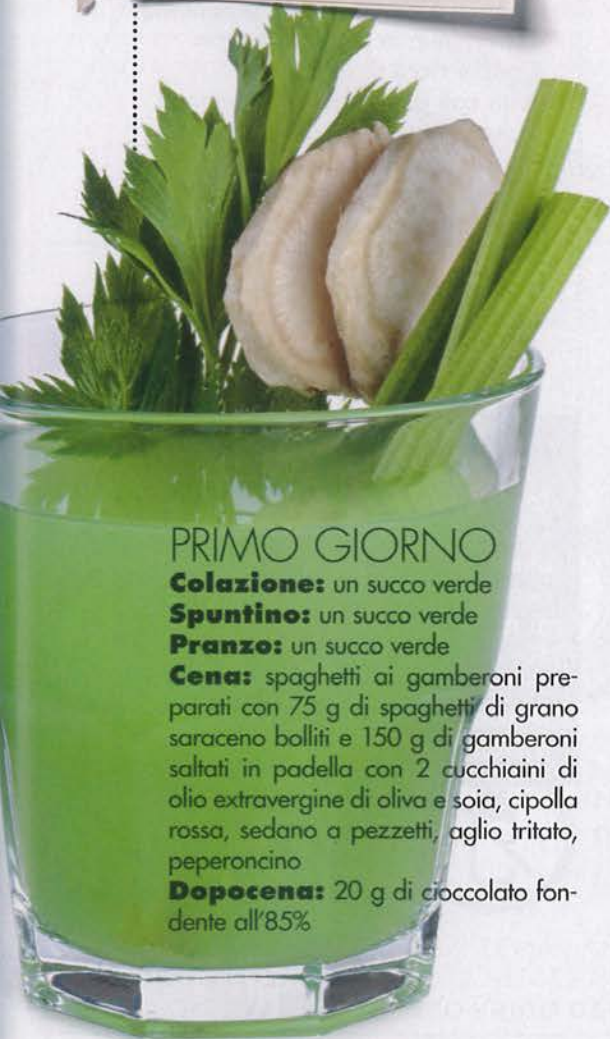 PRIMO GIORNO
Colazione: un succo verde
Spuntino: un succo verde
Pranzo: un succo verde
Cena: spaghetti ai gamberoni pre-
parati con 75 g di spaghetti di grano
saraceno bolliti e 150 g di gamberoni
saltati in padella con 2 cucchiaini di
olio extravergine di oliva e soia, cipolla
rossa, sedano a pezzetti, aglio tritato,
peperoncino
Dopocena: 20 g di cioccolato fon-
dente all'85%